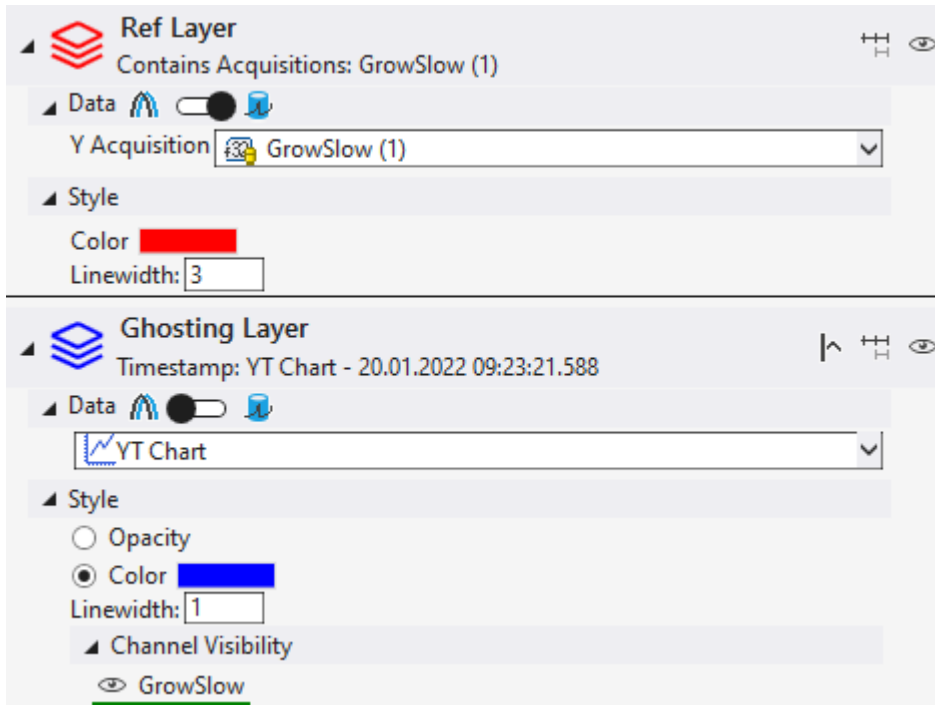 Ref Layer
Contains Acquisitions: GrowSlow (1)
Data
Y Acquisition f32 GrowSlow (1)
Style
Color
Linewidth: 3
Ghosting Layer
Timestamp: YT Chart - 20.01.2022 09:23:21.588
Data
YT Chart
Style
Opacity
Color
Linewidth: 1
Channel Visibility
GrowSlow